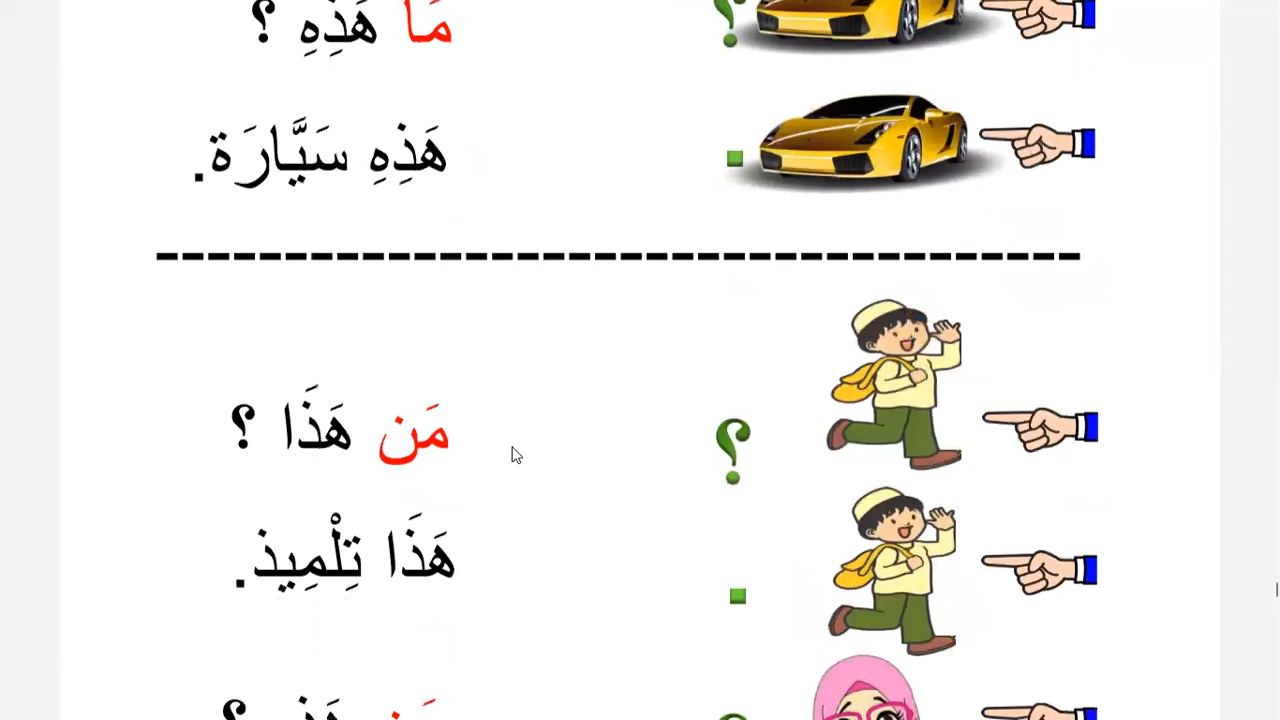 مَا هَذِهِ ؟
هَذِهِ سَيَّارَة.
مَن هَذَا ؟
هَذَا تِلْمِيذ.
مَن هَذِهِ ؟